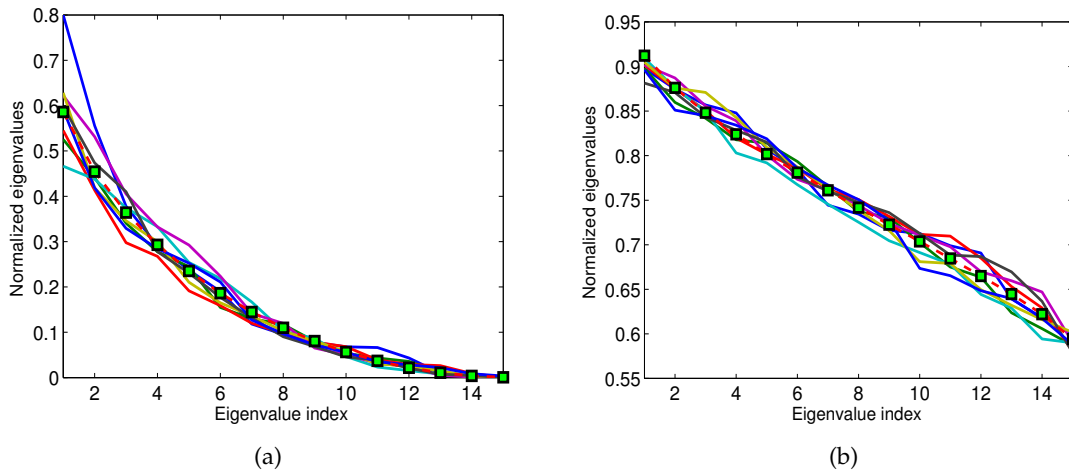 0.8
0.7
0.6
0.5
0.4
0.3
0.2
0.1
0
Normalized eigenvalues
2 4 6 8 10 12 14
Eigenvalue index
(a)
0.95
0.9
0.85
0.8
0.75
0.7
0.65
0.6
0.55
Normalized eigenvalues
2 4 6 8 10 12 14
Eigenvalue index
(b)